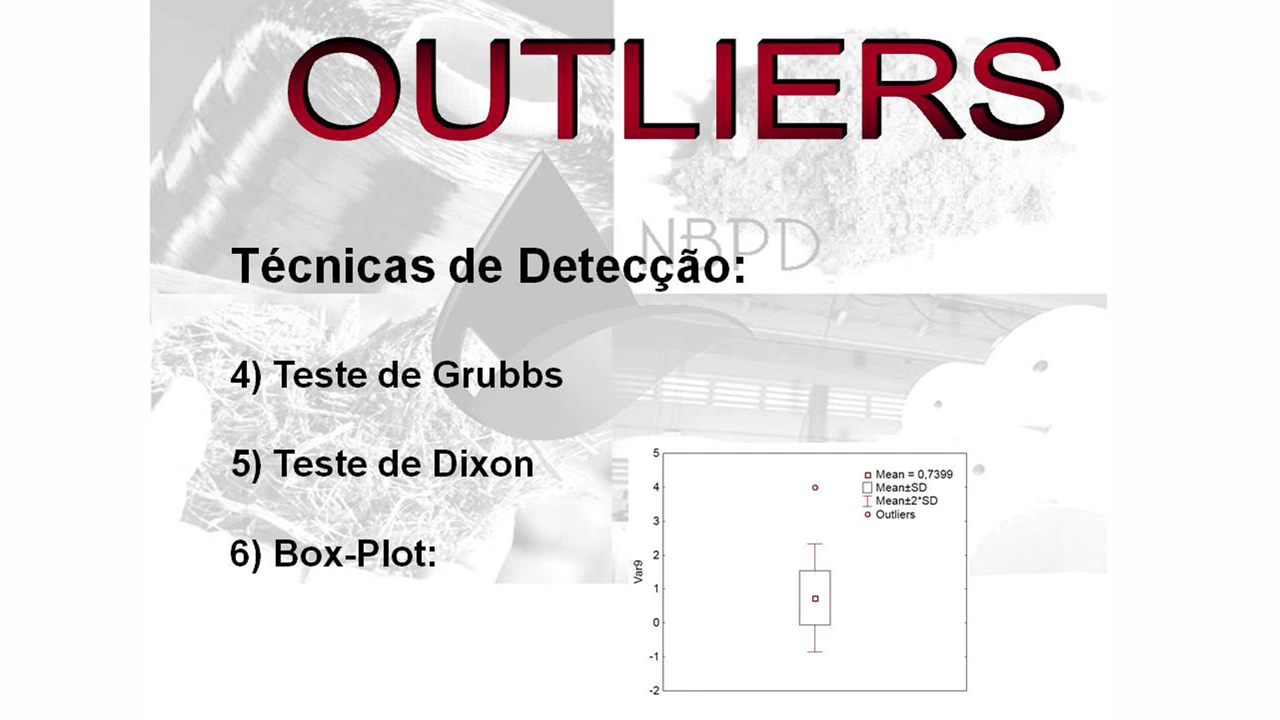 OUTLIERS
NBPD
Técnicas de Detecção:
4) Teste de Grubbs
5) Teste de Dixon
6) Box-Plot:
5
4
3
2
1
0
-1
-2
Var9
Mean = 0,7399
Mean±SD
Mean±2*SD
Outliers